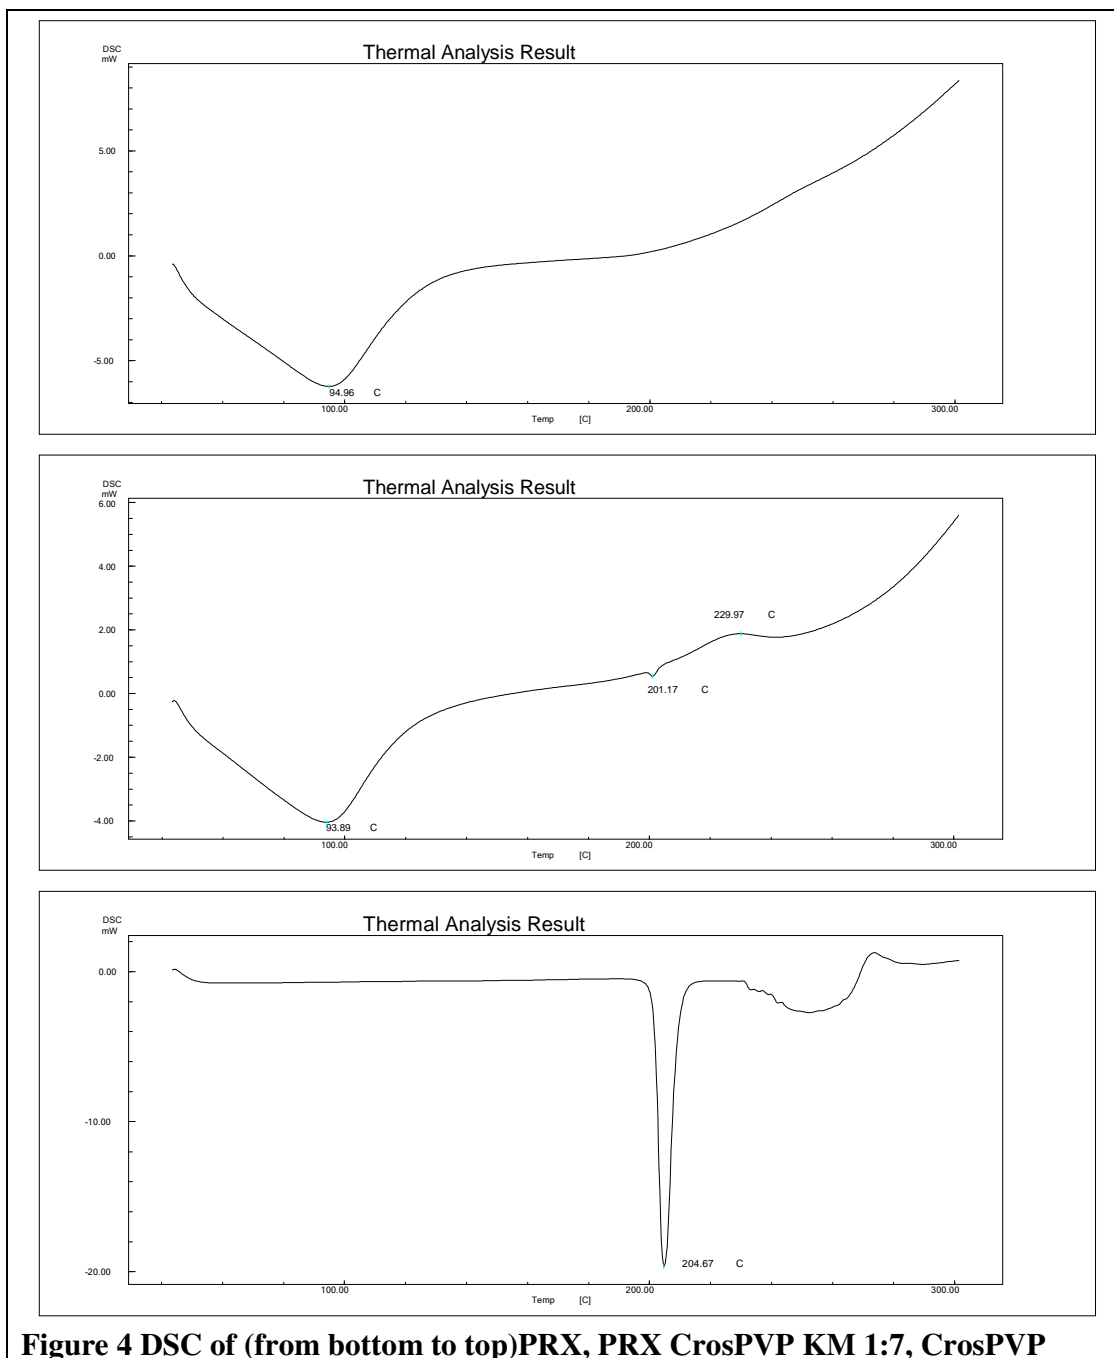 DSC
mW
Thermal Analysis Result
5.00
0.00
-5.00
94.96 C
100.00 200.00 300.00
Temp [C]
DSC
mW
Thermal Analysis Result
6.00
4.00
229.97 C
2.00
201.17 C
0.00
-2.00
-4.00
93.89 C
100.00 200.00 300.00
Temp [C]
DSC
mW
Thermal Analysis Result
0.00
-10.00
204.67 C
-20.00
100.00 200.00 300.00
Temp [C]
Figure 4 DSC of (from bottom to top)PRX, PRX CrosPVP KM 1:7, CrosPVP